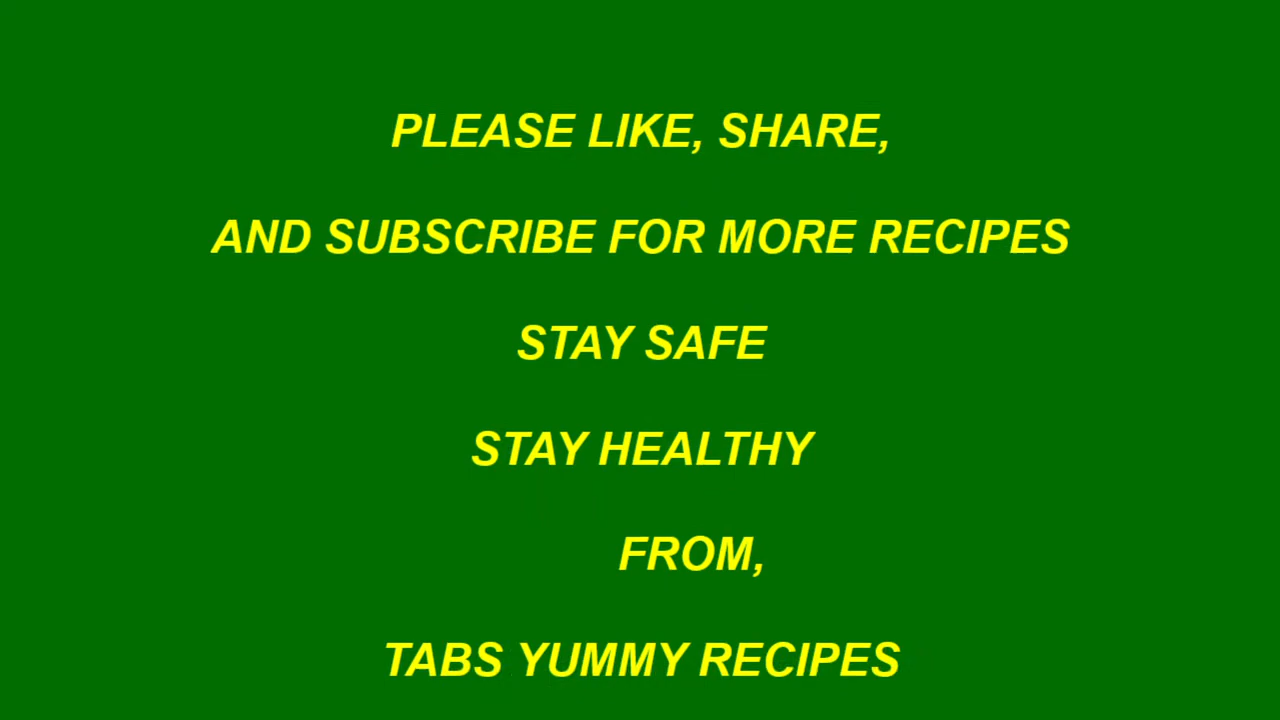 PLEASE LIKE, SHARE,
AND SUBSCRIBE FOR MORE RECIPES
STAY SAFE
STAY HEALTHY
FROM,
TABS YUMMY RECIPES